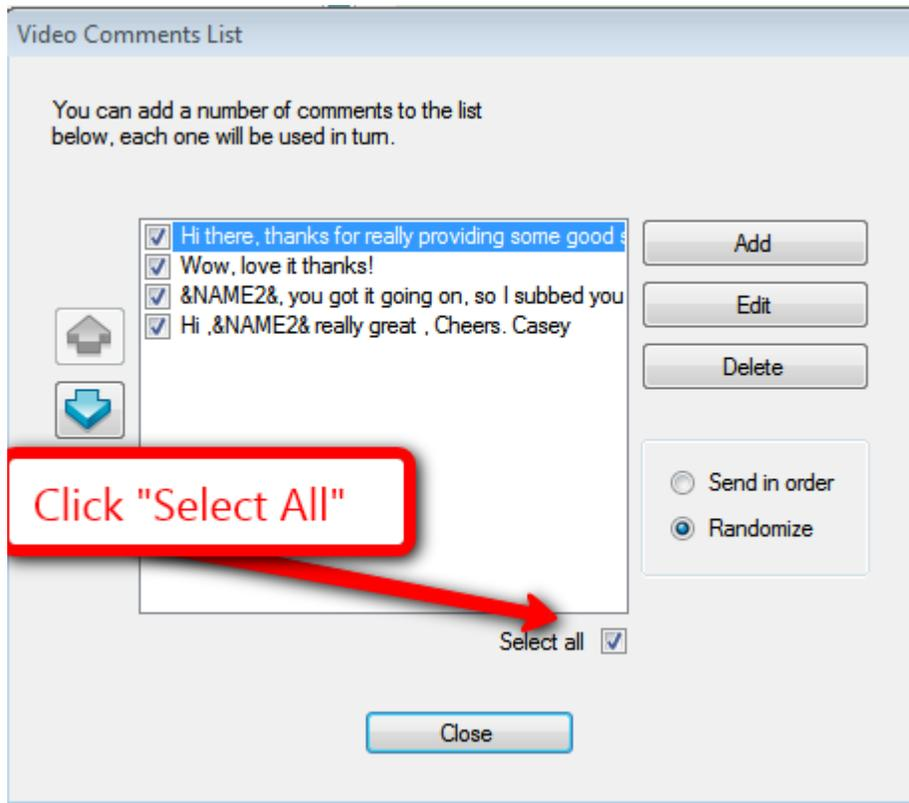 Video Comments List
You can add a number of comments to the list
below, each one will be used in turn.
Hi there, thanks for really providing some good
Wow, love it thanks!
&NAME2&, you got it going on, so I subbed you
Hi ,&NAME2& really great , Cheers. Casey
Add
Edit
Delete
Click "Select All"
Send in order
Randomize
Select all
Close